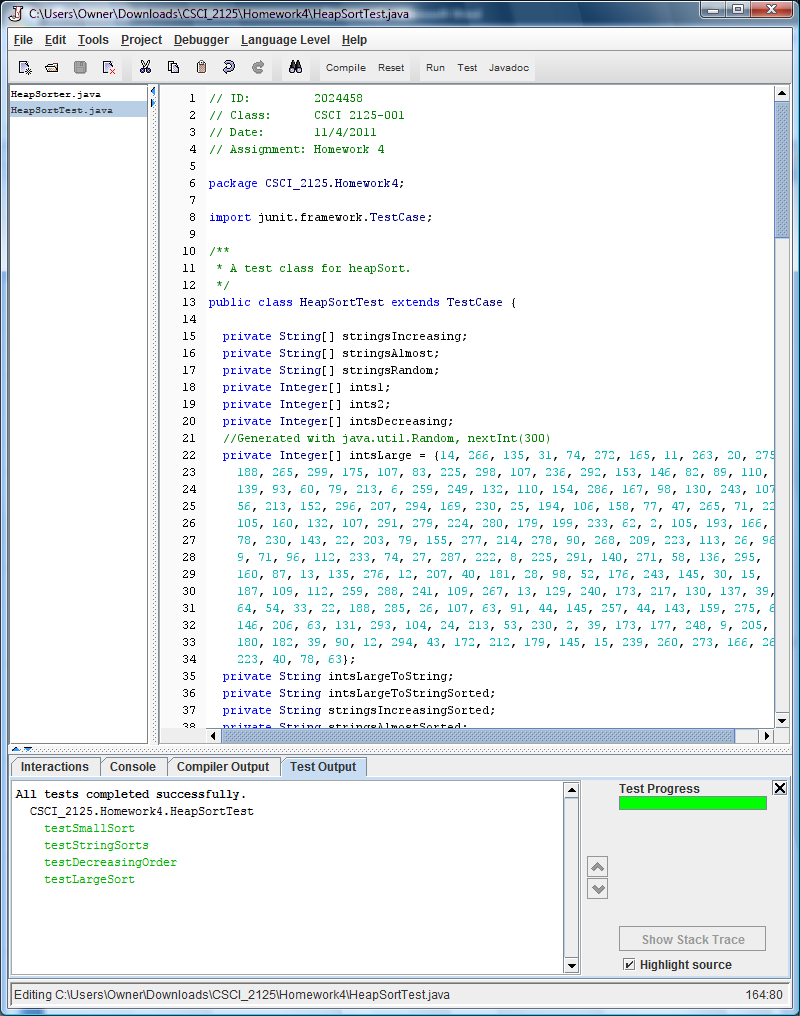 C:\Users\Owner\Downloads\CSCI_2125\Homework4\HeapSortTest.java
File Edit Tools Project Debugger Language Level Help
Compile Reset Run Test Javadoc
HeapSorter.java
HeapSortTest.java
1 // ID: 2024458
2 // Class: CSCI 2125-001
3 // Date: 11/4/2011
4 // Assignment: Homework 4
5
6 package CSCI_2125.Homework4;
7
8 import junit.framework.TestCase;
9
10 /**
11 * A test class for heapSort.
12 */
13 public class HeapSortTest extends TestCase {
14
15 private String[] stringsIncreasing;
16 private String[] stringsAlmost;
17 private String[] stringsRandom;
18 private Integer[] ints1;
19 private Integer[] ints2;
20 private Integer[] intsDecreasing;
21 //Generated with java.util.Random, nextInt(300)
22 private Integer[] intsLarge = {14, 266, 135, 31, 74, 272, 165, 11, 263, 20, 275
23 188, 265, 299, 175, 107, 83, 225, 298, 107, 236, 292, 153, 146, 82, 89, 110,
24 139, 93, 60, 79, 213, 6, 259, 249, 132, 110, 154, 286, 167, 98, 130, 243, 107
25 56, 213, 152, 296, 207, 294, 169, 230, 25, 194, 106, 158, 77, 47, 265, 71, 22
26 105, 160, 132, 107, 291, 279, 224, 280, 179, 199, 233, 62, 2, 105, 193, 166,
27 78, 230, 143, 22, 203, 79, 155, 277, 214, 278, 90, 268, 209, 223, 113, 26, 96
28 9, 71, 96, 112, 233, 74, 27, 287, 222, 8, 225, 291, 140, 271, 58, 136, 295,
29 160, 87, 13, 135, 276, 12, 207, 40, 181, 28, 98, 52, 176, 243, 145, 30, 15,
30 187, 109, 112, 259, 288, 241, 109, 267, 13, 129, 240, 173, 217, 130, 137, 39,
31 64, 54, 33, 22, 188, 285, 26, 107, 63, 91, 44, 145, 257, 44, 143, 159, 275, 6
32 146, 206, 63, 131, 293, 104, 24, 213, 53, 230, 2, 39, 173, 177, 248, 9, 205,
33 180, 182, 39, 90, 12, 294, 43, 172, 212, 179, 145, 15, 239, 260, 273, 166, 26
34 223, 40, 78, 63};
35 private String intsLargeToString;
36 private String intsLargeToStringSorted;
37 private String stringsIncreasingSorted;
38 private String stringsAlmostSorted;
Interactions Console Compiler Output Test Output
All tests completed successfully.
CSCI_2125.Homework4.HeapSortTest
testSmallSort
testStringSorts
testDecreasingOrder
testLargeSort
Test Progress
Show Stack Trace
Highlight source
Editing C:\Users\Owner\Downloads\CSCI_2125\Homework4\HeapSortTest.java 164:80